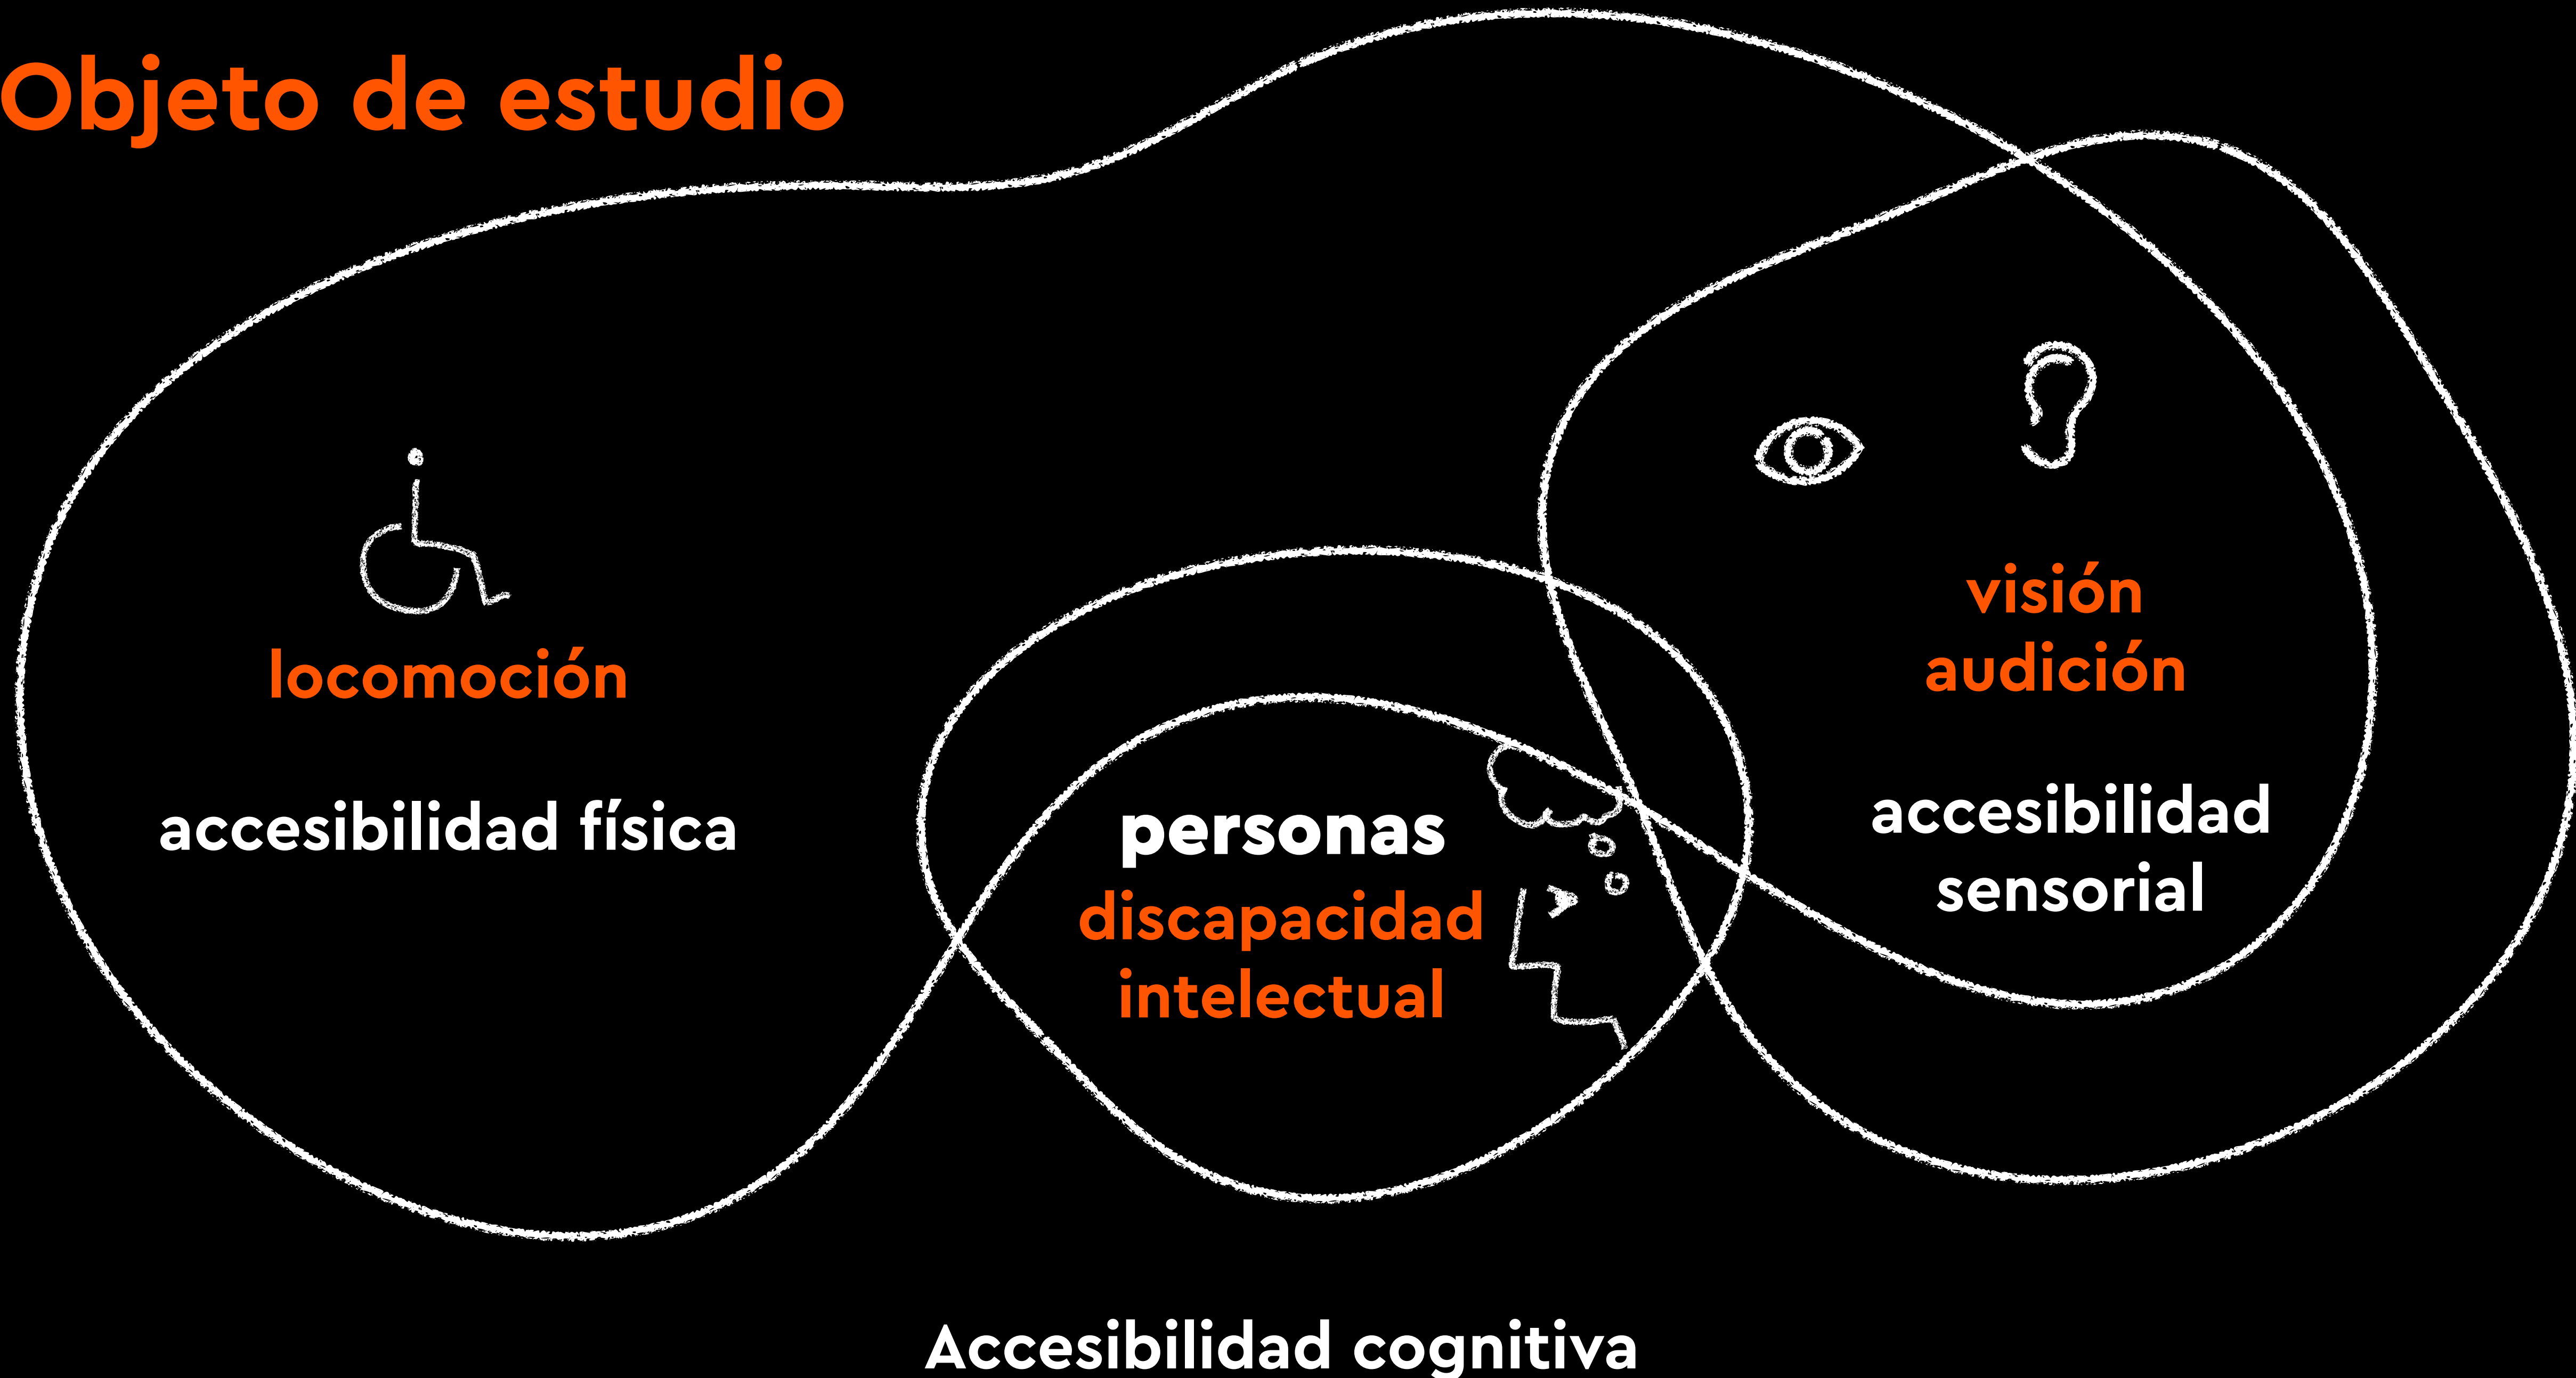 Objeto de estudio
locomoción
accesibilidad física
personas
discapacidad
intelectual
visión
audición
accesibilidad
sensorial
Accesibilidad cognitiva